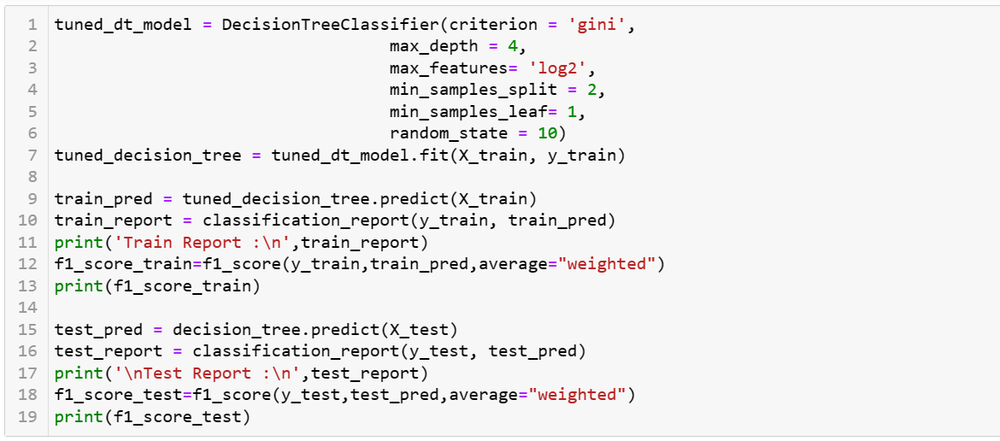 1 tuned_dt_model = DecisionTreeClassifier(criterion = 'gini',
2 max_depth = 4,
3 max_features= 'log2',
4 min_samples_split = 2,
5 min_samples_leaf= 1,
6 random_state = 10)
7 tuned_decision_tree = tuned_dt_model.fit(X_train, y_train)
8
9 train_pred = tuned_decision_tree.predict(X_train)
10 train_report = classification_report(y_train, train_pred)
11 print('Train Report :\n',train_report)
12 f1_score_train=f1_score(y_train,train_pred,average="weighted")
13 print(f1_score_train)
14
15 test_pred = decision_tree.predict(X_test)
16 test_report = classification_report(y_test, test_pred)
17 print('\nTest Report :\n',test_report)
18 f1_score_test=f1_score(y_test,test_pred,average="weighted")
19 print(f1_score_test)